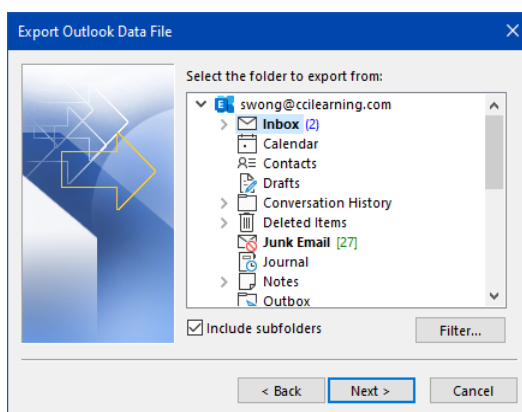 Export Outlook Data File
Select the folder to export from:
swong@ccilearning.com
Inbox (2)
Calendar
Contacts
Drafts
Conversation History
Deleted Items
Junk Email [27]
Journal
Notes
Outbox
Include subfolders
Filter...
< Back Next > Cancel